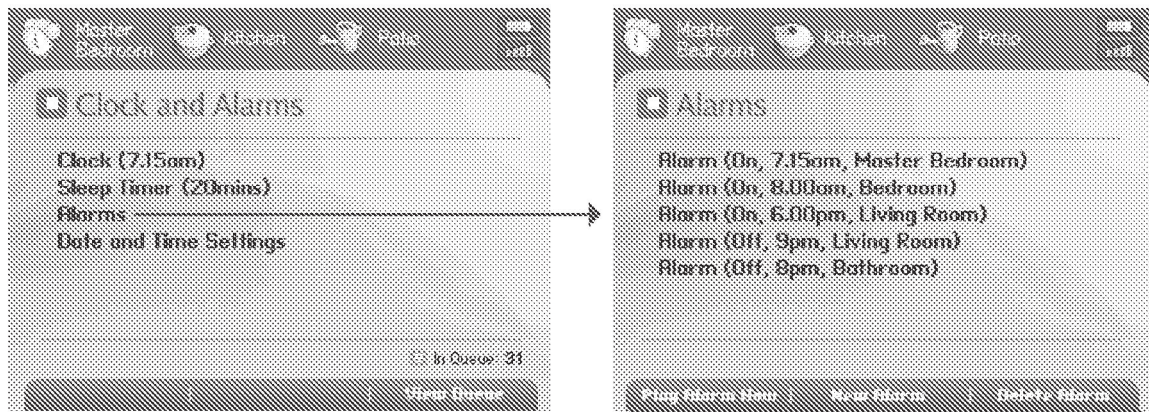 Master
Bedroom
Kitchen
Patio
Clock and Alarms
Clock (7.15am)
Sleep Timer (20mins)
Alarms
Date and Time Settings
In Queue: 31
View Queue
Master
Bedroom
Kitchen
Patio
Alarms
Alarm (On, 7.15am, Master Bedroom)
Alarm (On, 8.00am, Bedroom)
Alarm (On, 6.00pm, Living Room)
Alarm (Off, 9pm, Living Room)
Alarm (Off, 8pm, Bathroom)
Play Alarm Now
New Alarm
Delete Alarm